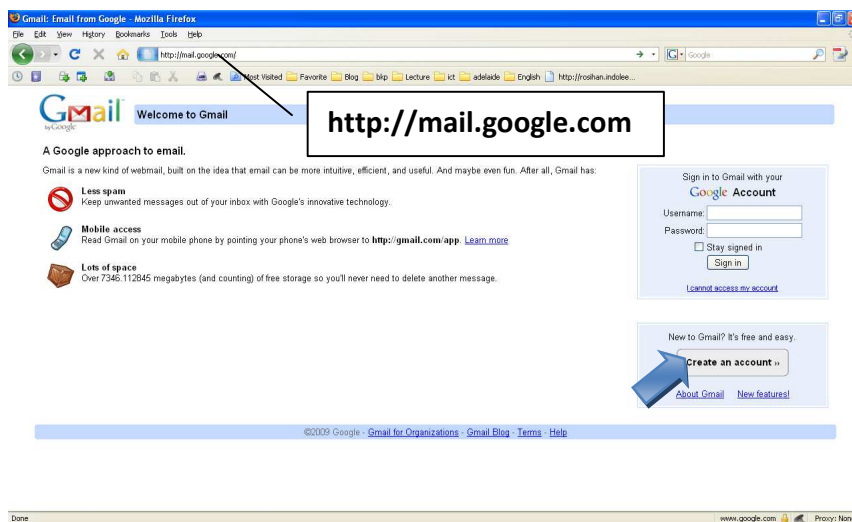 Gmail: Email from Google - Mozilla Firefox
File Edit View History Bookmarks Tools Help
http://mail.google.com/
G Google
Most Visited Favorite Blog bkp Lecture ict adelaide English http://rosihan.indolee...
Gmail
by Google
Welcome to Gmail
http://mail.google.com
A Google approach to email.
Gmail is a new kind of webmail, built on the idea that email can be more intuitive, efficient, and useful. And maybe even fun. After all, Gmail has:
Less spam
Keep unwanted messages out of your inbox with Google's innovative technology.
Mobile access
Read Gmail on your mobile phone by pointing your phone's web browser to http://gmail.com/app. Learn more
Lots of space
Over 7346.112845 megabytes (and counting) of free storage so you'll never need to delete another message.
Sign in to Gmail with your
Google Account
Username:
Password:
Stay signed in
Sign in
I cannot access my account
New to Gmail? It's free and easy.
Create an account »
About Gmail New features!
©2009 Google - Gmail for Organizations - Gmail Blog - Terms - Help
Done
www.google.com Proxy: Non